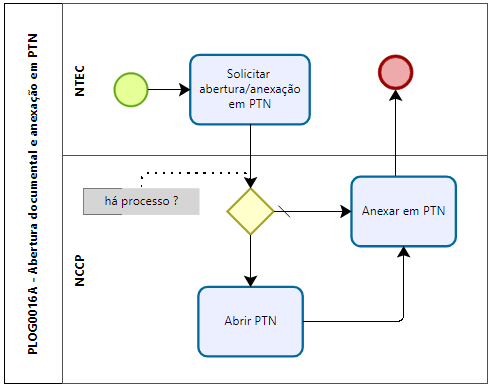 PLOG0016A - Abertura documental e anexação em PTN
NTEC
Solicitar
abertura/anexação
em PTN
NCCP
há processo ?
Anexar em PTN
Abrir PTN